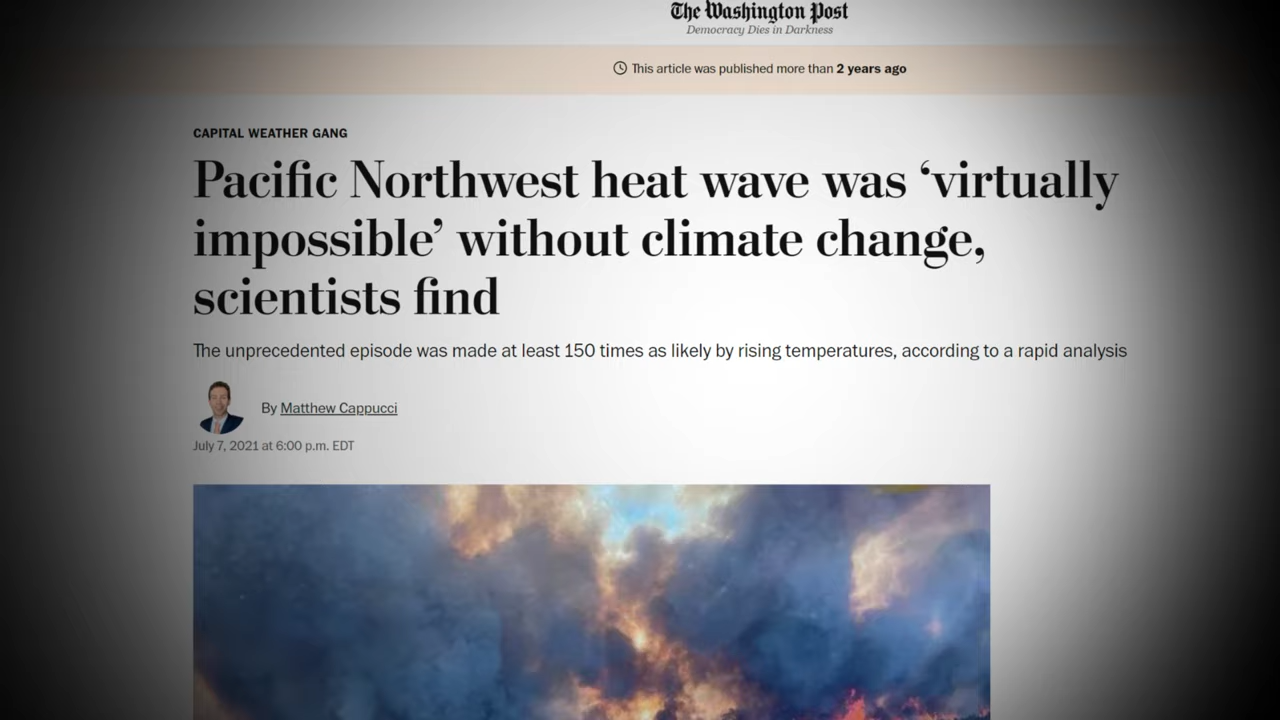 The Washington Post
Democracy Dies in Darkness
This article was published more than 2 years ago
CAPITAL WEATHER GANG
Pacific Northwest heat wave was ‘virtually
impossible’ without climate change,
scientists find
The unprecedented episode was made at least 150 times as likely by rising temperatures, according to a rapid analysis
By Matthew Cappucci
July 7, 2021 at 6:00 p.m. EDT